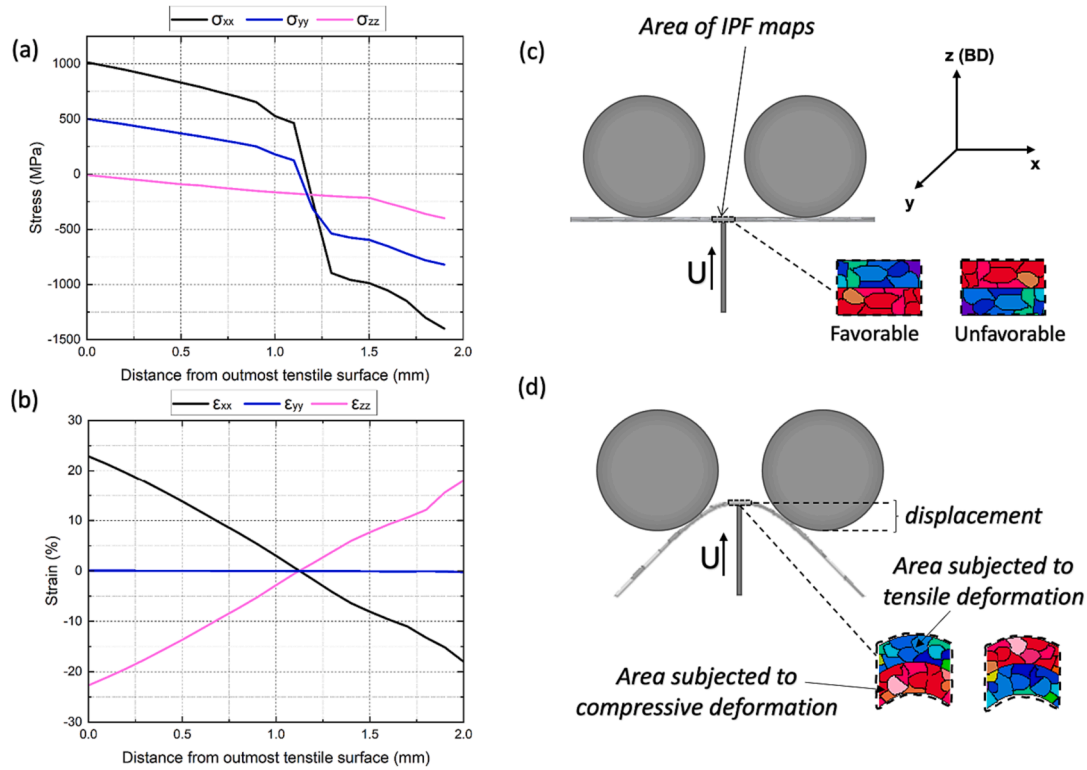 (a)
σxx σyy σzz
1000
500
0
-500
-1000
-1500
Stress (MPa)
0.0 0.5 1.0 1.5 2.0
Distance from outmost tenstile surface (mm)
(b)
εxx εyy εzz
30
20
10
0
-10
-20
-30
Strain (%)
0.0 0.5 1.0 1.5 2.0
Distance from outmost tenstile surface (mm)
(c)
Area of IPF maps
z (BD)
x
y
U
Favorable
Unfavorable
(d)
displacement
U
Area subjected to
tensile deformation
Area subjected to
compressive deformation